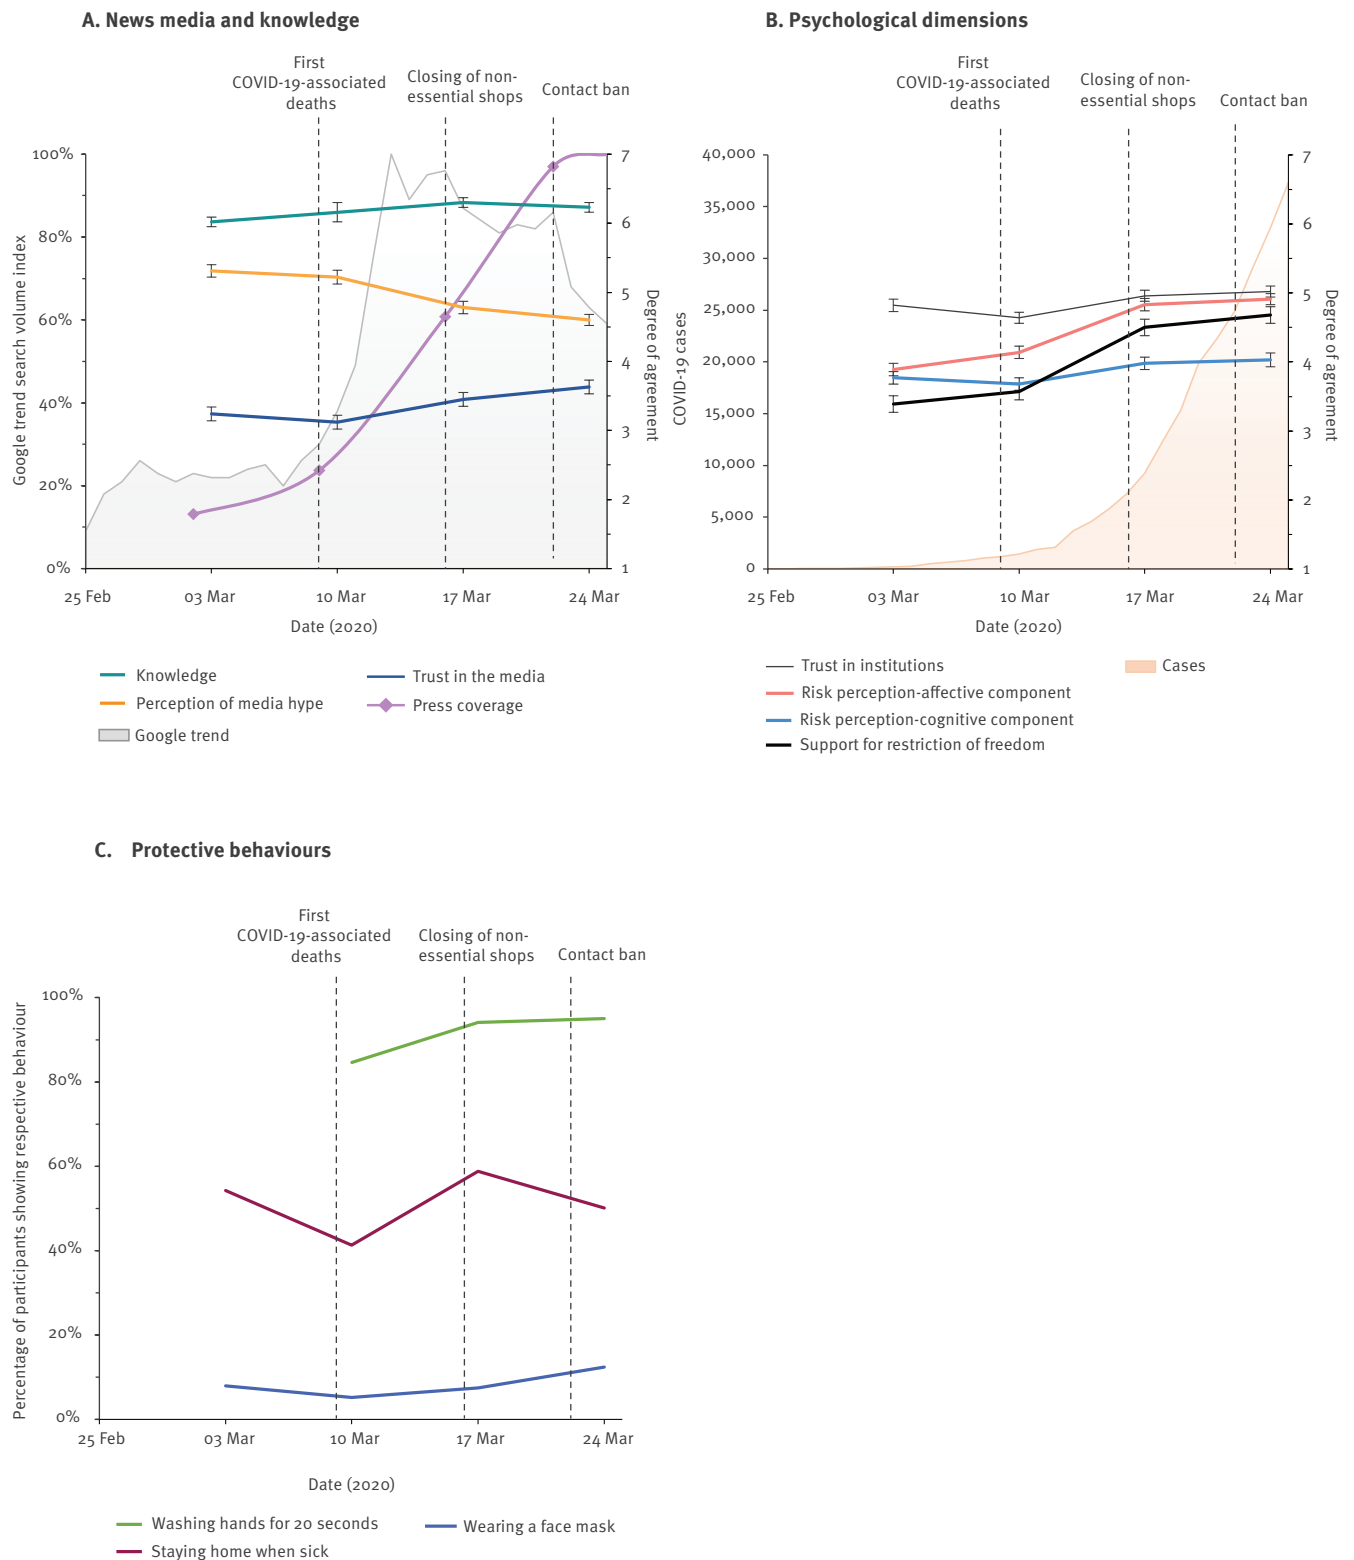 A. News media and knowledge
First
COVID-19-associated
deaths
Closing of non-
essential shops
Contact ban
100%
80%
60%
40%
20%
0%
Google trend search volume index
7
6
5
4
3
2
1
Degree of agreement
25 Feb
03 Mar
10 Mar
17 Mar
24 Mar
Date (2020)
Knowledge
Trust in the media
Perception of media hype
Press coverage
Google trend
B. Psychological dimensions
First
COVID-19-associated
deaths
Closing of non-
essential shops
Contact ban
40,000
35,000
30,000
25,000
20,000
15,000
10,000
5,000
0
COVID-19 cases
7
6
5
4
3
2
1
Degree of agreement
25 Feb
03 Mar
10 Mar
17 Mar
24 Mar
Date (2020)
Trust in institutions
Cases
Risk perception-affective component
Risk perception-cognitive component
Support for restriction of freedom
C. Protective behaviours
First
COVID-19-associated
deaths
Closing of non-
essential shops
Contact ban
100%
80%
60%
40%
20%
0%
Percentage of participants showing respective behaviour
25 Feb
03 Mar
10 Mar
17 Mar
24 Mar
Date (2020)
Washing hands for 20 seconds
Wearing a face mask
Staying home when sick